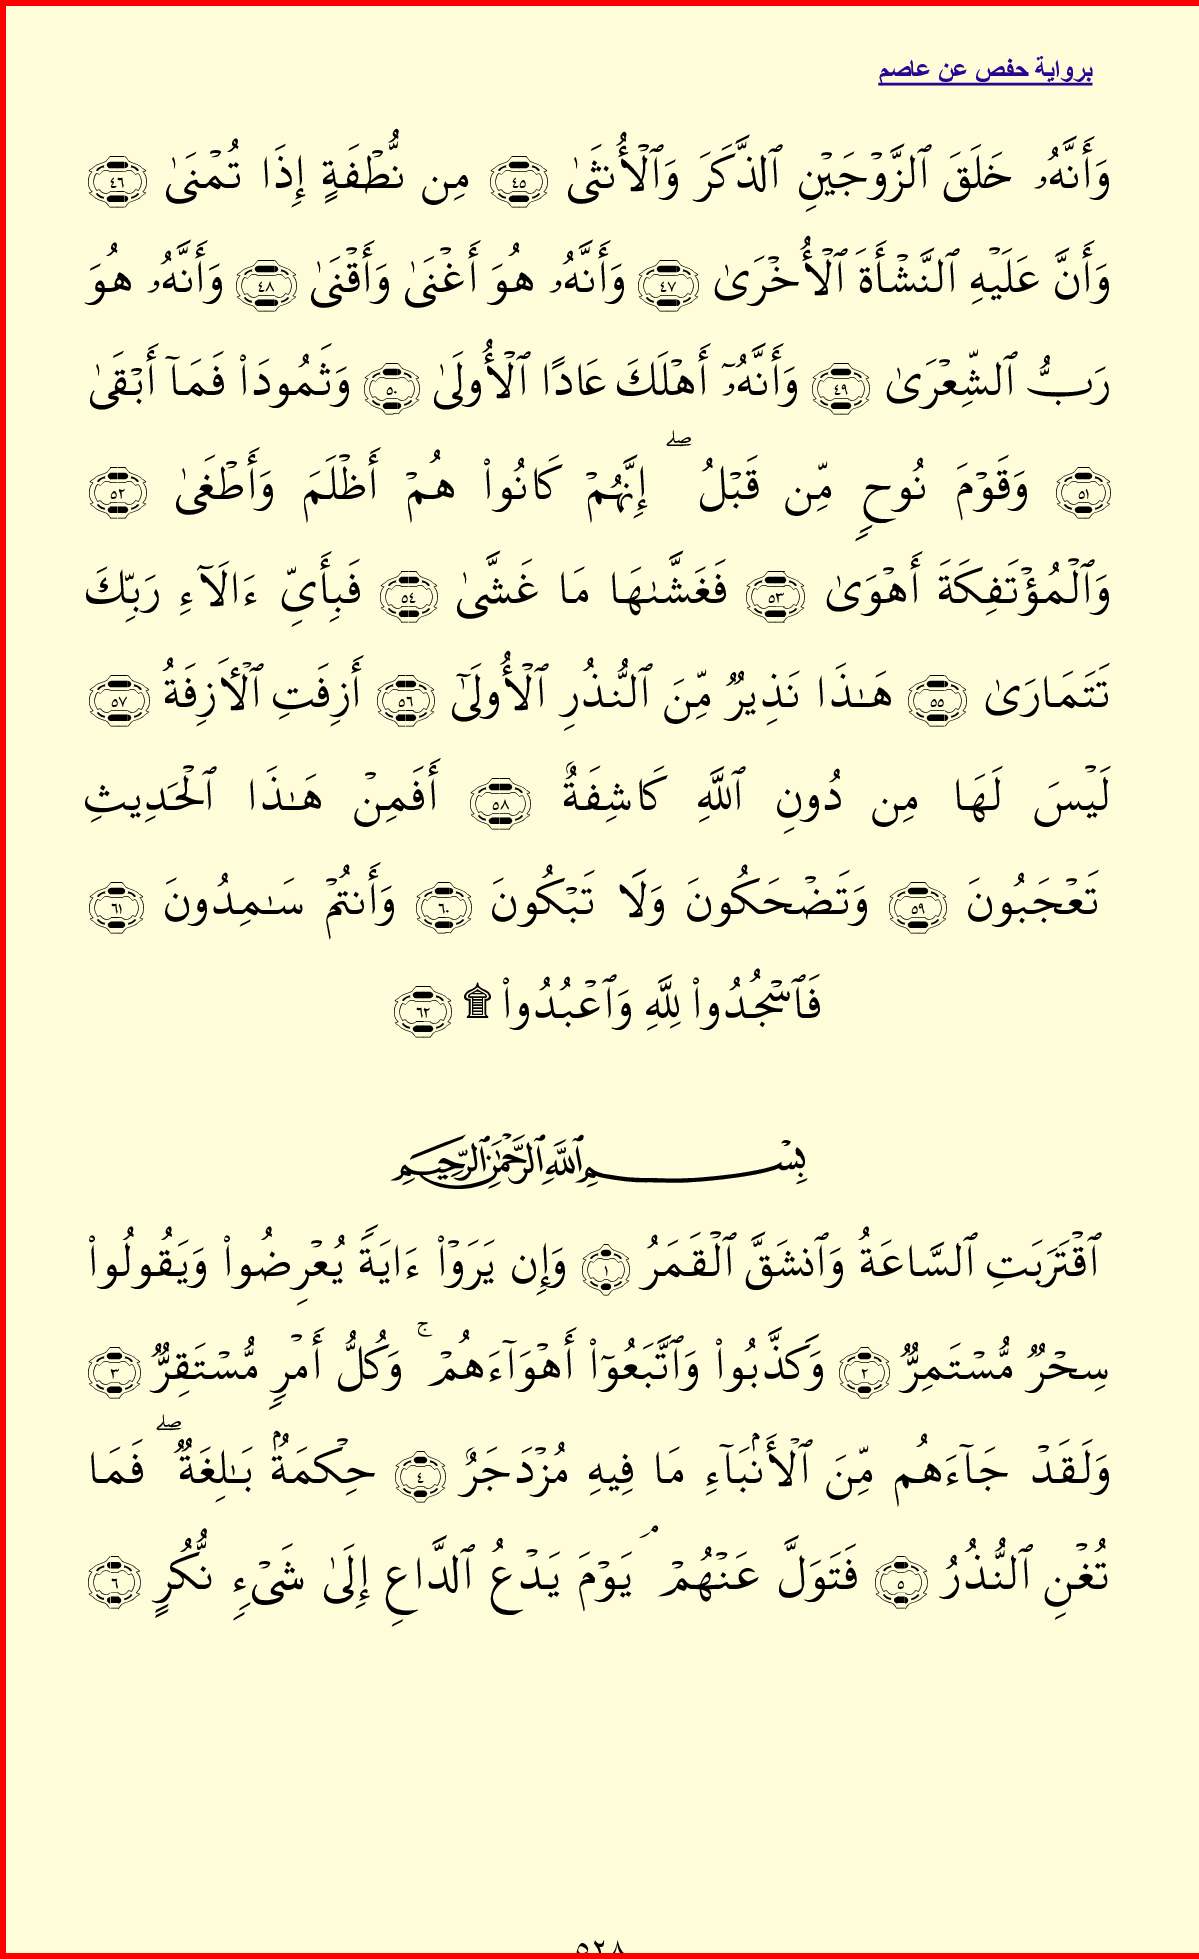 برواية حفص عن عاصم
وَأَنَّهُۥ خَلَقَ ٱلزَّوۡجَيۡنِ ٱلذَّكَرَ وَٱلۡأُنثَىٰ ٤٥ مِن نُّطۡفَةٍ إِذَا تُمۡنَىٰ ٤٦
وَأَنَّ عَلَيۡهِ ٱلنَّشۡأَةَ ٱلۡأُخۡرَىٰ ٤٧ وَأَنَّهُۥ هُوَ أَغۡنَىٰ وَأَقۡنَىٰ ٤٨ وَأَنَّهُۥ هُوَ
رَبُّ ٱلشِّعۡرَىٰ ٤٩ وَأَنَّهُۥٓ أَهۡلَكَ عَادًا ٱلۡأُولَىٰ ٥٠ وَثَمُودَاْ فَمَآ أَبۡقَىٰ
٥١ وَقَوۡمَ نُوحٍ مِّن قَبۡلُۖ إِنَّهُمۡ كَانُواْ هُمۡ أَظۡلَمَ وَأَطۡغَىٰ ٥٢
وَٱلۡمُؤۡتَفِكَةَ أَهۡوَىٰ ٥٣ فَغَشَّىٰهَا مَا غَشَّىٰ ٥٤ فَبِأَيِّ ءَالَآءِ رَبِّكَ
تَتَمَارَىٰ ٥٥ هَٰذَا نَذِيرٌ مِّنَ ٱلنُّذُرِ ٱلۡأُولَىٰٓ ٥٦ أَزِفَتِ ٱلۡأٓزِفَةُ ٥٧
لَيۡسَ لَهَا مِن دُونِ ٱللَّهِ كَاشِفَةٌ ٥٨ أَفَمِنۡ هَٰذَا ٱلۡحَدِيثِ
تَعۡجَبُونَ ٥٩ وَتَضۡحَكُونَ وَلَا تَبۡكُونَ ٦٠ وَأَنتُمۡ سَٰمِدُونَ ٦١
فَٱسۡجُدُواْ لِلَّهِ وَٱعۡبُدُواْ ۩ ٦٢
بِسۡمِ ٱللَّهِ ٱلرَّحۡمَٰنِ ٱلرَّحِيمِ
ٱقۡتَرَبَتِ ٱلسَّاعَةُ وَٱنشَقَّ ٱلۡقَمَرُ ١ وَإِن يَرَوۡاْ ءَايَةً يُعۡرِضُواْ وَيَقُولُواْ
سِحۡرٌ مُّسۡتَمِرٌّ ٢ وَكَذَّبُواْ وَٱتَّبَعُوٓاْ أَهۡوَآءَهُمۡۚ وَكُلُّ أَمۡرٍ مُّسۡتَقِرٌّ ٣
وَلَقَدۡ جَآءَهُم مِّنَ ٱلۡأَنۢبَآءِ مَا فِيهِ مُزۡدَجَرٌ ٤ حِكۡمَةُۢ بَٰلِغَةٌۖ فَمَا
تُغۡنِ ٱلنُّذُرُ ٥ فَتَوَلَّ عَنۡهُمۡۘ يَوۡمَ يَدۡعُ ٱلدَّاعِ إِلَىٰ شَيۡءٍ نُّكُرٍ ٦
٥٢٨